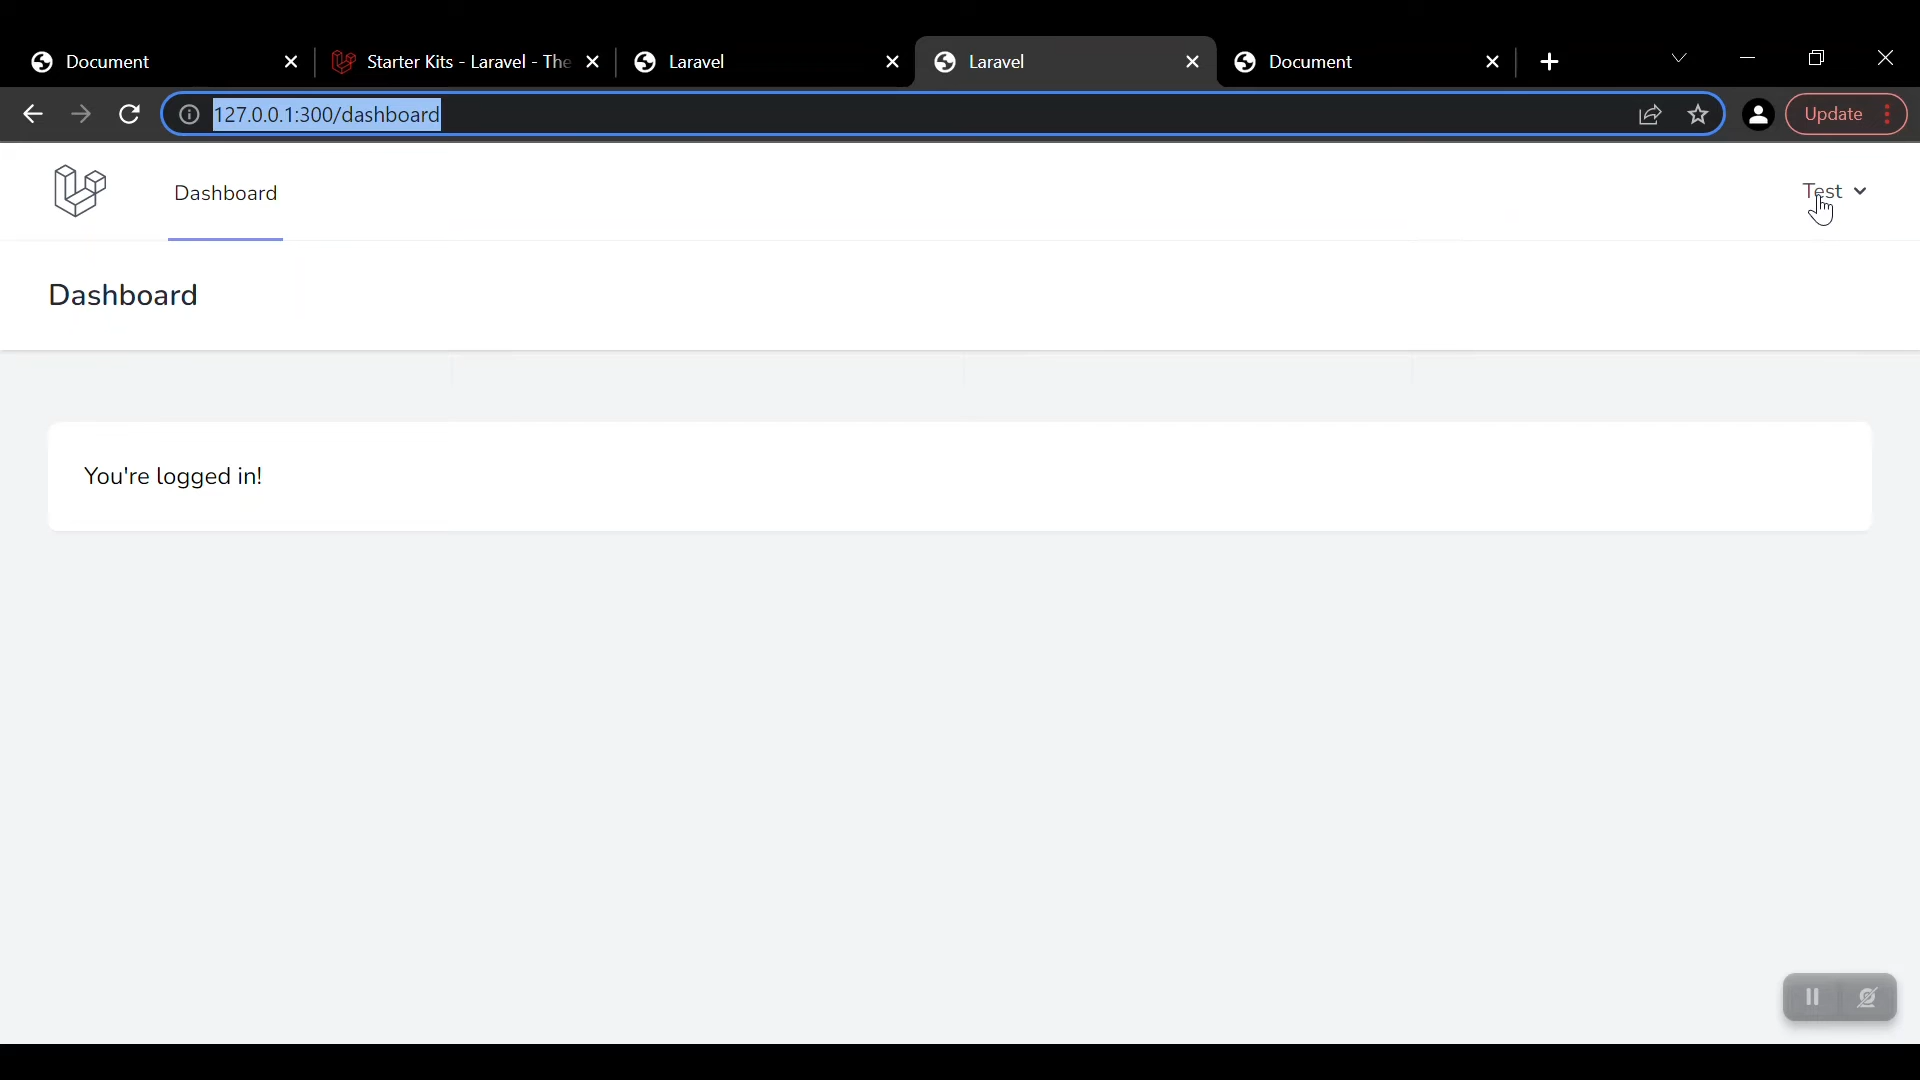 Document
Starter Kits - Laravel - The
Laravel
Laravel
Document
127.0.0.1:300/dashboard
Update
Dashboard
Test
Dashboard
You're logged in!